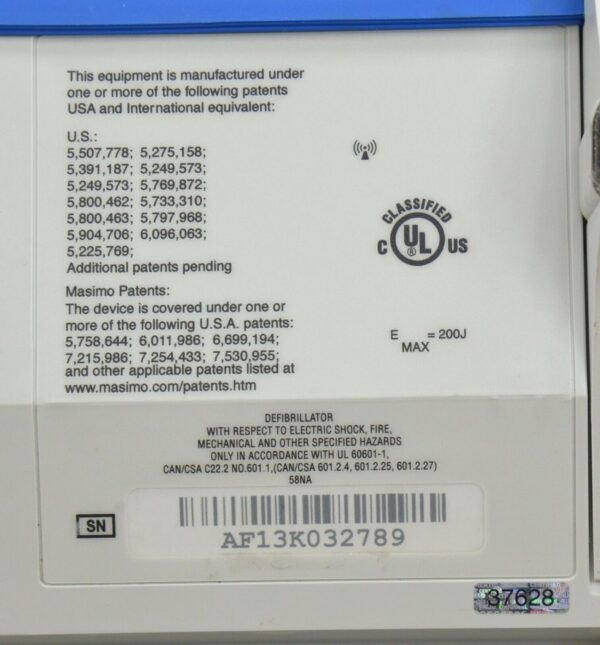 This equipment is manufactured under
one or more of the following patents
USA and International equivalent:
U.S.:
5,507,778; 5,275,158;
5,391,187; 5,249,573;
5,249,573; 5,769,872;
5,800,462; 5,733,310;
5,800,463; 5,797,968;
5,904,706; 6,096,063;
5,225,769;
Additional patents pending
Masimo Patents:
The device is covered under one or
more of the following U.S.A. patents:
5,758,644; 6,011,986; 6,699,194;
7,215,986; 7,254,433; 7,530,955;
and other applicable patents listed at
www.masimo.com/patents.htm
CLASSIFIED
C UL® US
E MAX = 200J
DEFIBRILLATOR
WITH RESPECT TO ELECTRIC SHOCK, FIRE,
MECHANICAL AND OTHER SPECIFIED HAZARDS
ONLY IN ACCORDANCE WITH UL 60601-1,
CAN/CSA C22.2 NO.601.1,(CAN/CSA 601.2.4, 601.2.25, 601.2.27)
58NA
SN
AF13K032789
37628